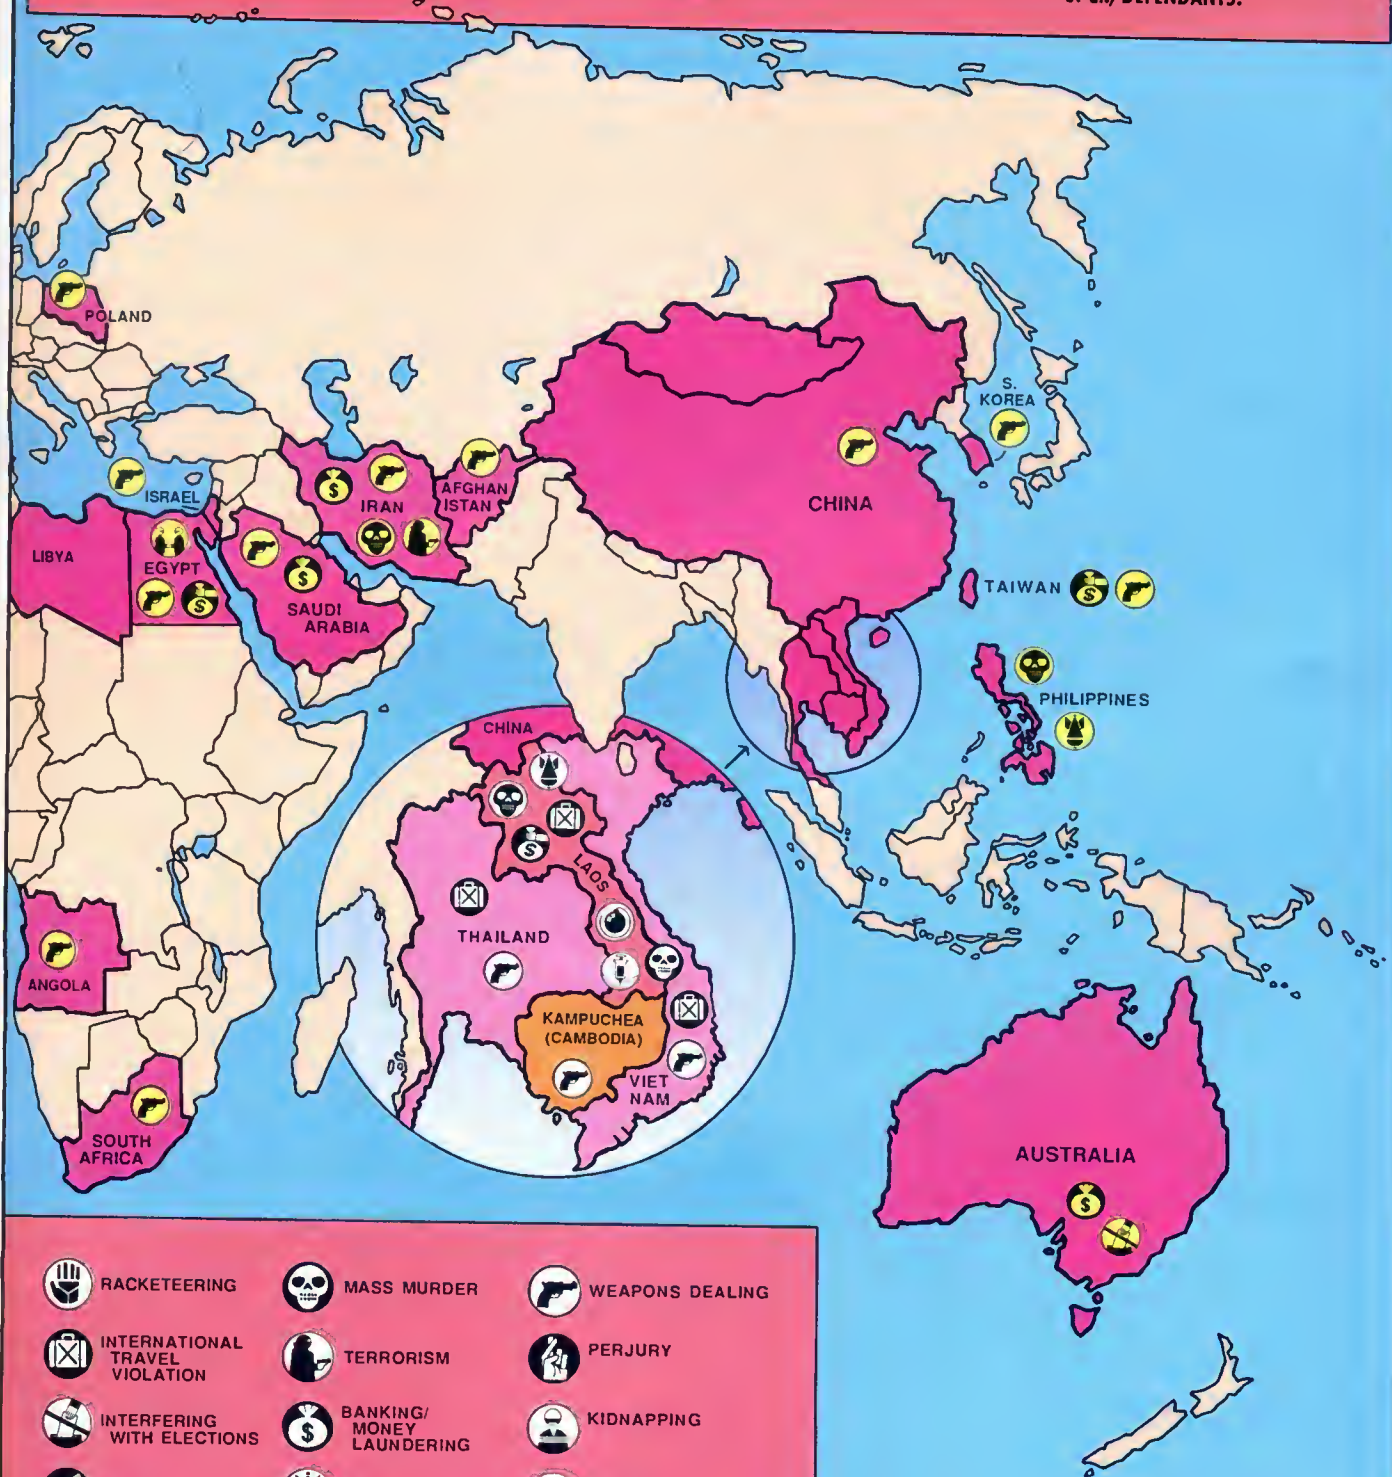 DEFENDANTS.
POLAND
S.
KOREA
ISRAEL
AFGHAN
ISTAN
IRAN
CHINA
LIBYA
EGYPT
TAIWAN
SAUDI
ARABIA
PHILIPPINES
CHINA
LAOS
THAILAND
ANGOLA
KAMPUCHEA
(CAMBODIA)
VIET
NAM
SOUTH
AFRICA
AUSTRALIA
RACKETEERING
MASS MURDER
WEAPONS DEALING
INTERNATIONAL
TRAVEL
VIOLATION
TERRORISM
PERJURY
INTERFERING
WITH ELECTIONS
BANKING/
MONEY
LAUNDERING
KIDNAPPING